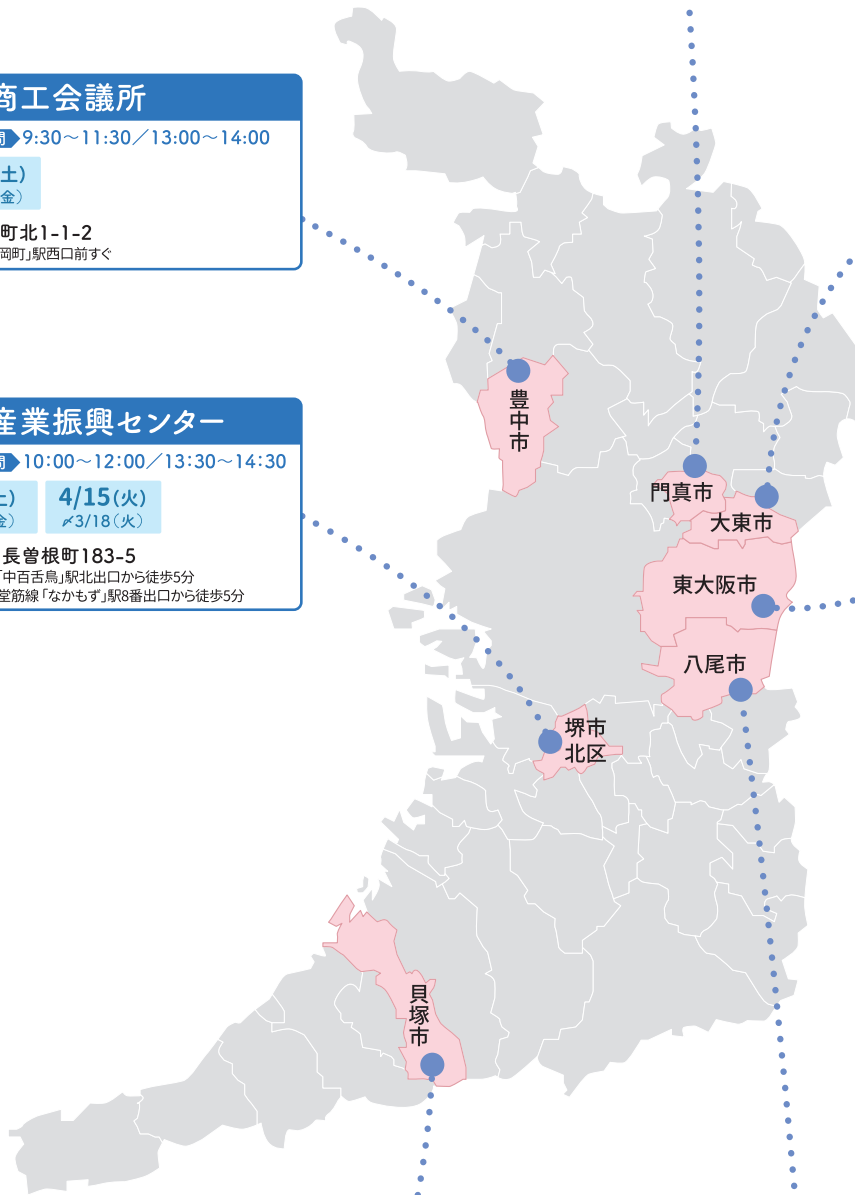 商工会議所
間 9:30～11:30／13:00～14:00
土）
金）
町北1-1-2
岡町」駅西口前すぐ
産業振興センター
間 10:00～12:00／13:30～14:30
土）
金）
4/15（火）
〆3/18（火）
長曽根町183-5
「中百舌鳥」駅北出口から徒歩5分
堂筋線「なかもず」駅8番出口から徒歩5分
豊中市
門真市
大東市
東大阪市
八尾市
堺市
北区
貝塚市